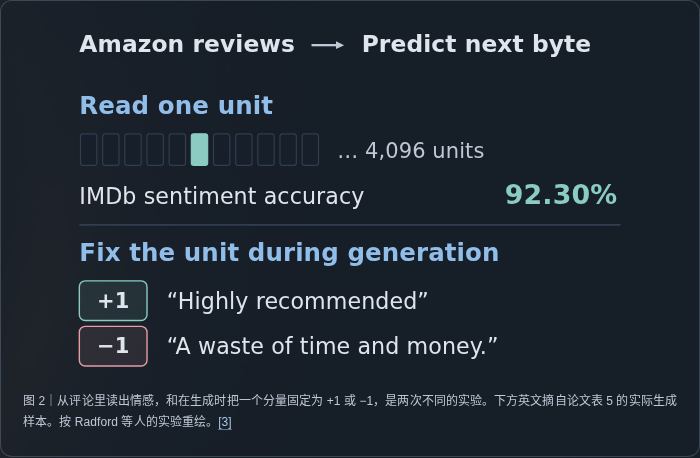 Amazon reviews → Predict next byte
Read one unit
... 4,096 units
IMDb sentiment accuracy 92.30%
Fix the unit during generation
+1 “Highly recommended”
−1 “A waste of time and money.”
图 2｜从评论里读出情感，和在生成时把一个分量固定为 +1 或 −1，是两次不同的实验。下方英文摘自论文表 5 的实际生成
样本。按 Radford 等人的实验重绘。[3]